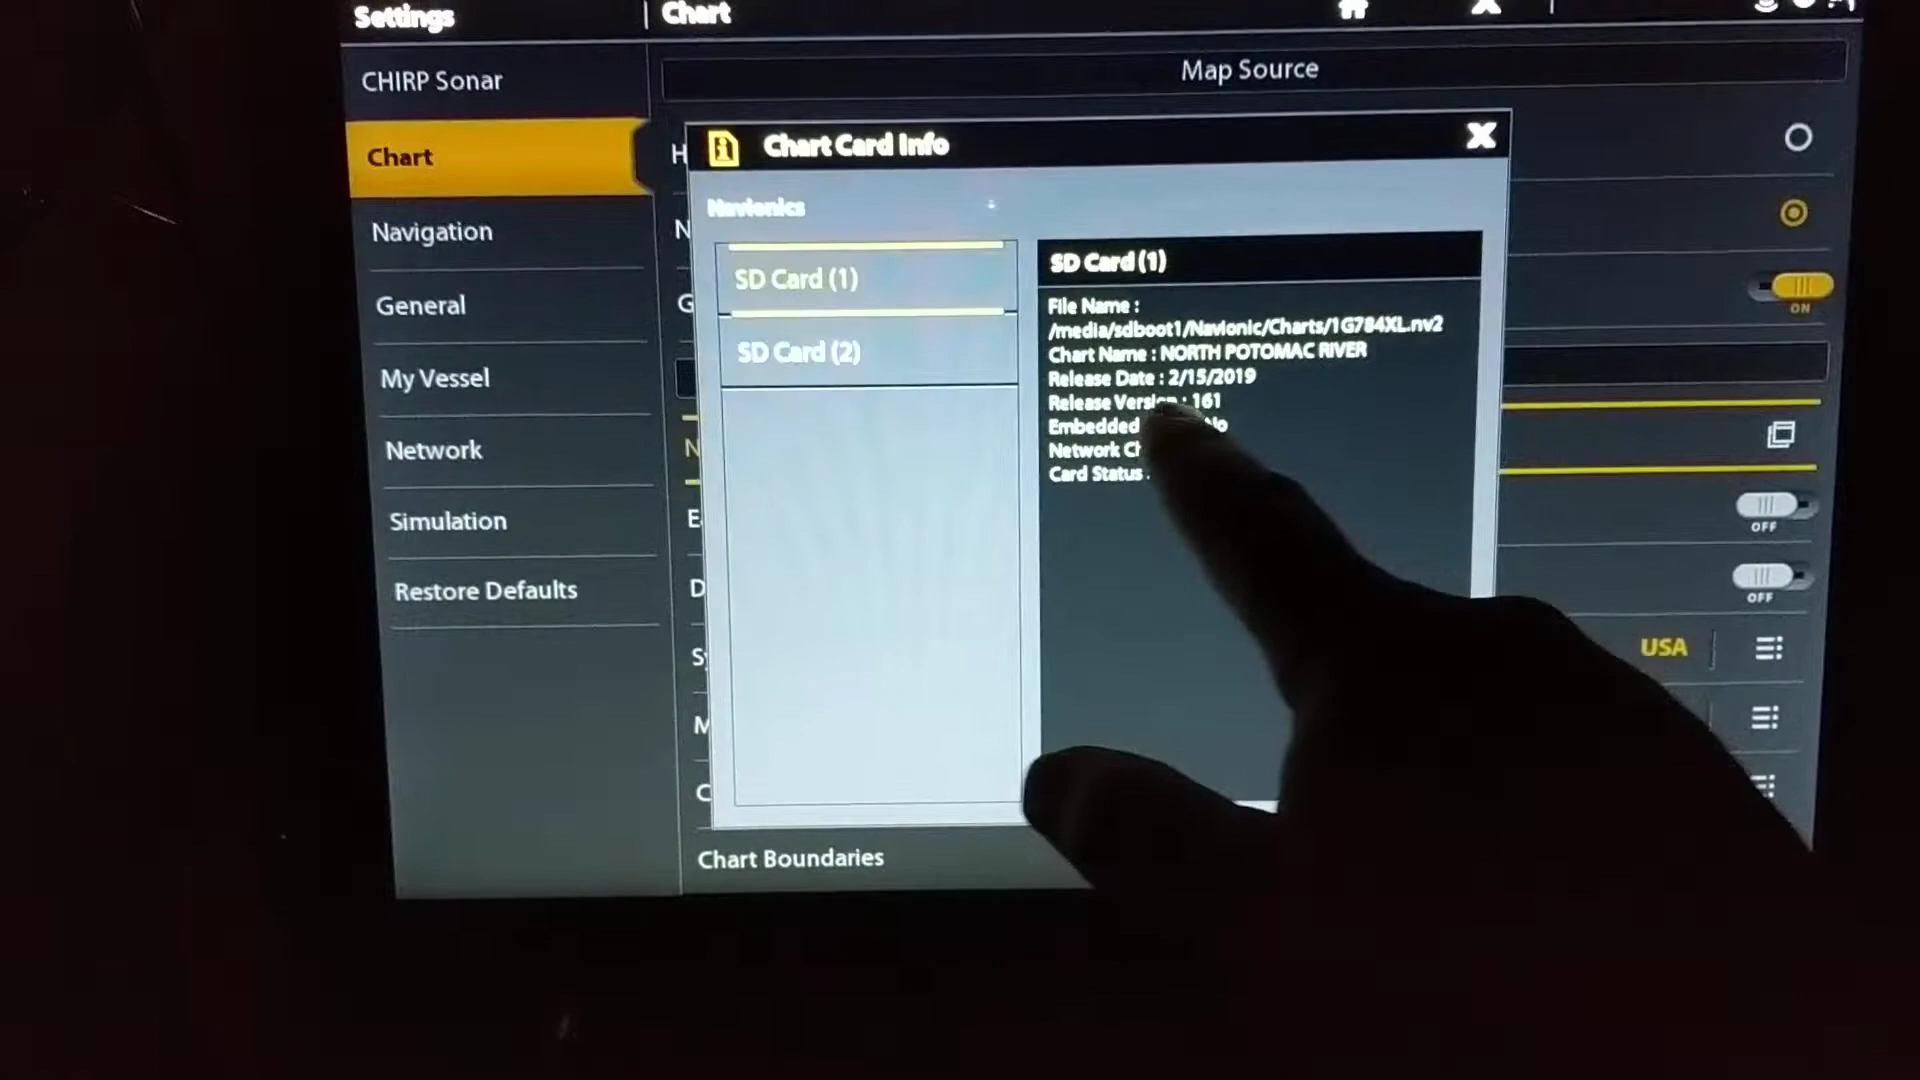 Settings
Chart
CHIRP Sonar
Chart
Navigation
General
My Vessel
Network
Simulation
Restore Defaults
Map Source
Chart Card Info
Navionics
SD Card (1)
SD Card (2)
SD Card (1)
File Name :
/media/sdboot1/Navionic/Charts/1G784XL.nv2
Chart Name : NORTH POTOMAC RIVER
Release Date : 2/15/2019
Release Version : 161
Embedded No
Network
Card Status
ON
OFF
OFF
USA
Chart Boundaries